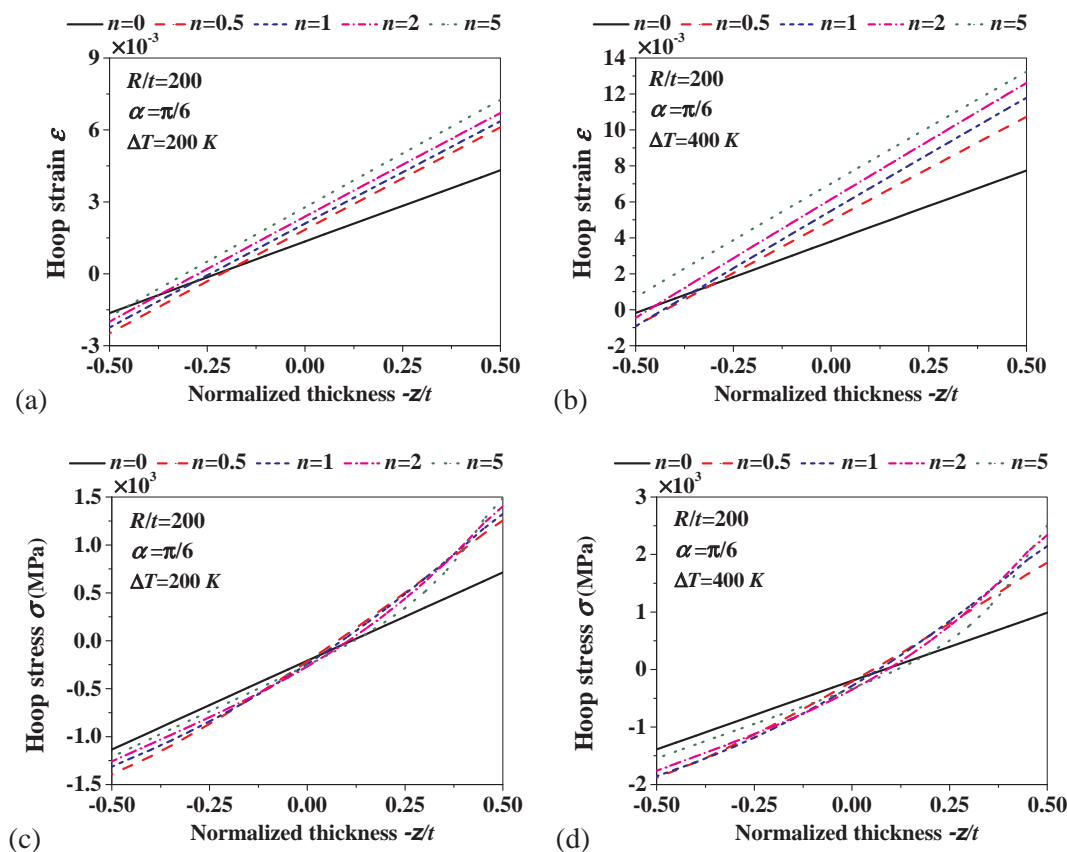 n=0 n=0.5 n=1 n=2 n=5
×10⁻³
9
6
3
0
-3
R/t=200
α=π/6
ΔT=200 K
Hoop strain ε
-0.50 -0.25 0.00 0.25 0.50
Normalized thickness -z/t
(a)
n=0 n=0.5 n=1 n=2 n=5
×10⁻³
14
12
10
8
6
4
2
0
-2
R/t=200
α=π/6
ΔT=400 K
Hoop strain ε
-0.50 -0.25 0.00 0.25 0.50
Normalized thickness -z/t
(b)
n=0 n=0.5 n=1 n=2 n=5
×10³
1.5
1.0
0.5
0.0
-0.5
-1.0
-1.5
R/t=200
α=π/6
ΔT=200 K
Hoop stress σ (MPa)
-0.50 -0.25 0.00 0.25 0.50
Normalized thickness -z/t
(c)
n=0 n=0.5 n=1 n=2 n=5
×10³
3
2
1
0
-1
-2
R/t=200
α=π/6
ΔT=400 K
Hoop stress σ (MPa)
-0.50 -0.25 0.00 0.25 0.50
Normalized thickness -z/t
(d)